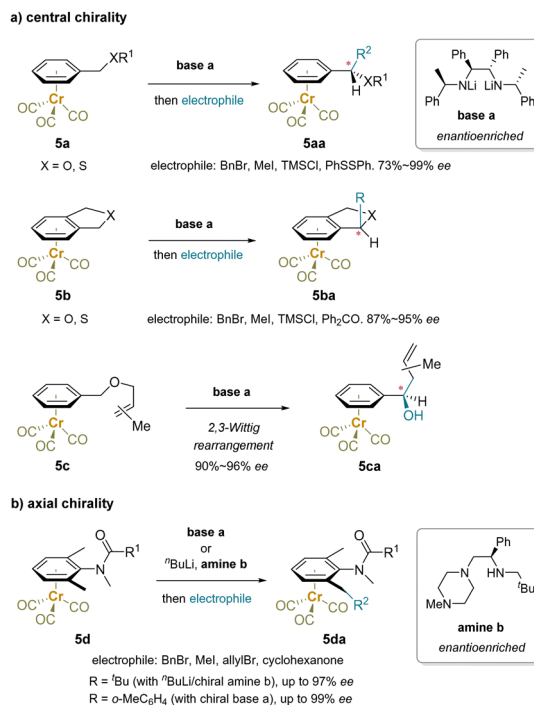 a) central chirality
XR¹
base a
then electrophile
Cr
OC
CO
OC
5a
X = O, S
R²
*
XR¹
H
Cr
OC
CO
OC
5aa
electrophile: BnBr, MeI, TMSCl, PhSSPh. 73%~99% ee
Ph
Ph
NLi
LiN
Ph
Ph
base a
enantioenriched
X
base a
then electrophile
Cr
OC
CO
OC
5b
X = O, S
R
X
*
H
Cr
OC
CO
OC
5ba
electrophile: BnBr, MeI, TMSCl, Ph₂CO. 87%~95% ee
O
Me
Cr
OC
CO
OC
5c
base a
2,3-Wittig
rearrangement
90%~96% ee
Me
*
H
OH
Cr
OC
CO
OC
5ca
b) axial chirality
O
R¹
N
Cr
OC
CO
OC
5d
base a
or
ⁿBuLi, amine b
then electrophile
O
R¹
N
R²
Cr
OC
CO
OC
5da
electrophile: BnBr, MeI, allylBr, cyclohexanone
R = ᵗBu (with ⁿBuLi/chiral amine b), up to 97% ee
R = o-MeC₆H₄ (with chiral base a), up to 99% ee
Ph
N
HN
MeN
ᵗBu
amine b
enantioenriched